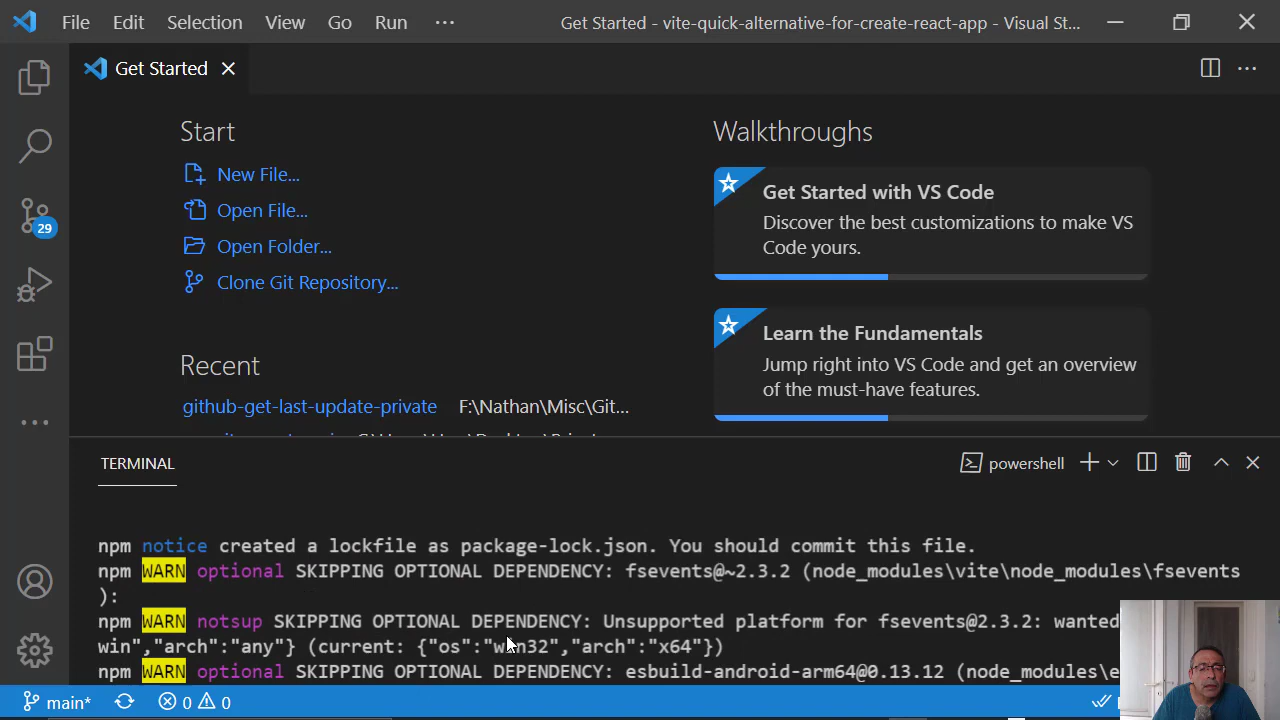 File Edit Selection View Go Run ··· Get Started - vite-quick-alternative-for-create-react-app - Visual St...
Get Started
Start
New File...
Open File...
Open Folder...
Clone Git Repository...
Recent
github-get-last-update-private F:\Nathan\Misc\Git...
Walkthroughs
Get Started with VS Code
Discover the best customizations to make VS
Code yours.
Learn the Fundamentals
Jump right into VS Code and get an overview
of the must-have features.
29
TERMINAL
powershell
npm notice created a lockfile as package-lock.json. You should commit this file.
npm WARN optional SKIPPING OPTIONAL DEPENDENCY: fsevents@~2.3.2 (node_modules\vite\node_modules\fsevents
):
npm WARN notsup SKIPPING OPTIONAL DEPENDENCY: Unsupported platform for fsevents@2.3.2: wanted
win","arch":"any"} (current: {"os":"win32","arch":"x64"})
npm WARN optional SKIPPING OPTIONAL DEPENDENCY: esbuild-android-arm64@0.13.12 (node_modules\e
main* 0 0